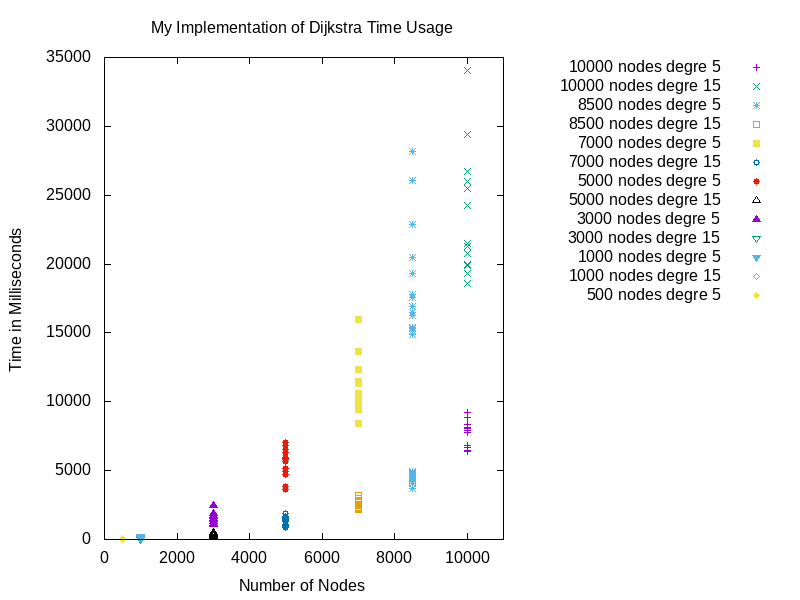 My Implementation of Dijkstra Time Usage
35000
30000
25000
20000
15000
10000
5000
0
0 2000 4000 6000 8000 10000
Number of Nodes
Time in Milliseconds
10000 nodes degre 5
10000 nodes degre 15
8500 nodes degre 5
8500 nodes degre 15
7000 nodes degre 5
7000 nodes degre 15
5000 nodes degre 5
5000 nodes degre 15
3000 nodes degre 5
3000 nodes degre 15
1000 nodes degre 5
1000 nodes degre 15
500 nodes degre 5